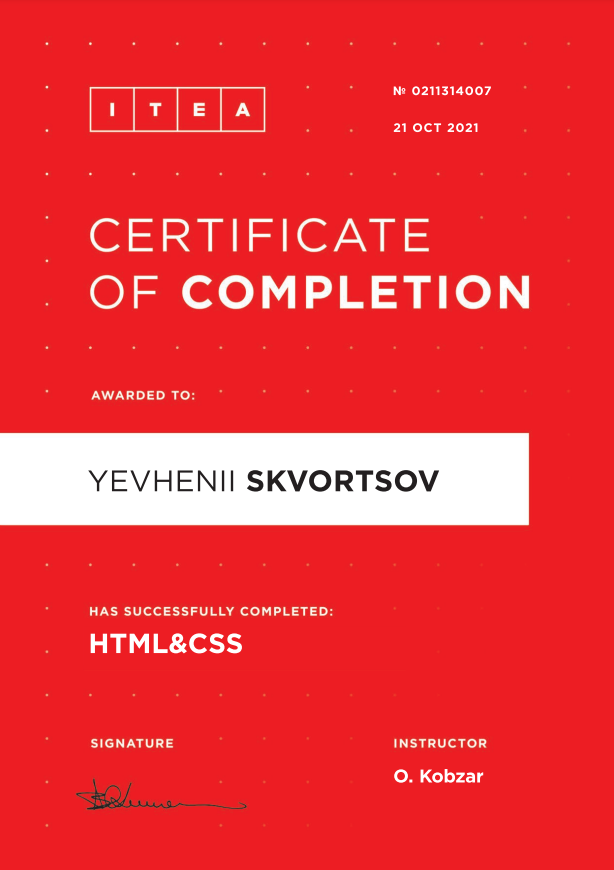 ITEA
№ 0211314007
21 OCT 2021
CERTIFICATE
OF COMPLETION
AWARDED TO:
YEVHENII SKVORTSOV
HAS SUCCESSFULLY COMPLETED:
HTML&CSS
SIGNATURE
INSTRUCTOR
O. Kobzar